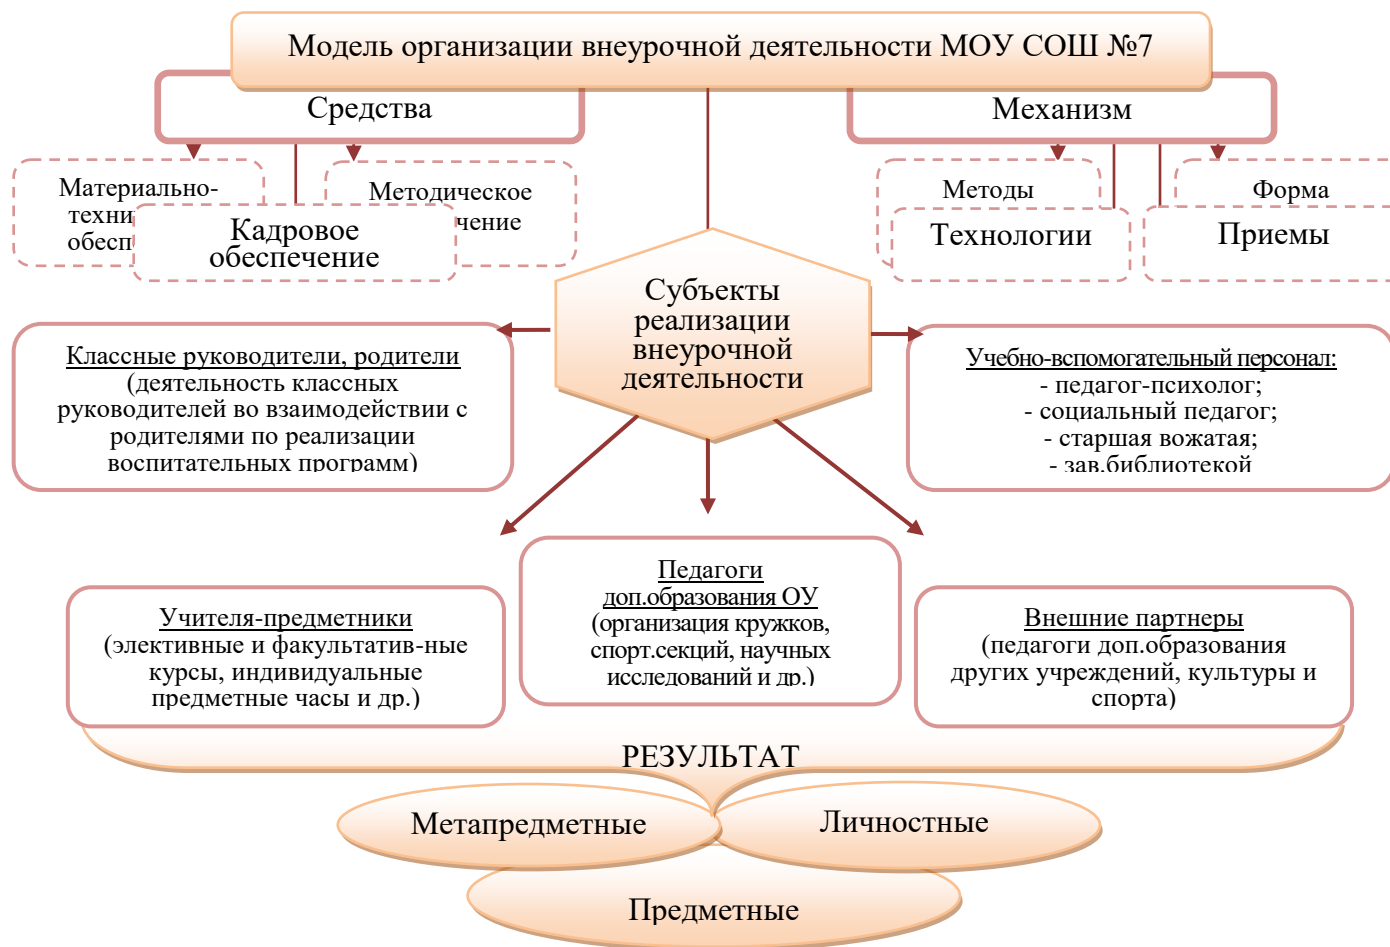 Модель организации внеурочной деятельности МОУ СОШ №7
Средства
Механизм
Материально-
Методическое
Кадровое
обеспечение
Методы
Форма
Технологии
Приемы
Субъекты
реализации
внеурочной
деятельности
Классные руководители, родители
(деятельность классных
руководителей во взаимодействии с
родителями по реализации
воспитательных программ)
Учебно-вспомогательный персонал:
- педагог-психолог;
- социальный педагог;
- старшая вожатая;
- зав.библиотекой
Учителя-предметники
(элективные и факультатив-ные
курсы, индивидуальные
предметные часы и др.)
Педагоги
доп.образования ОУ
(организация кружков,
спорт.секций, научных
исследований и др.)
Внешние партнеры
(педагоги доп.образования
других учреждений, культуры и
спорта)
РЕЗУЛЬТАТ
Метапредметные
Личностные
Предметные